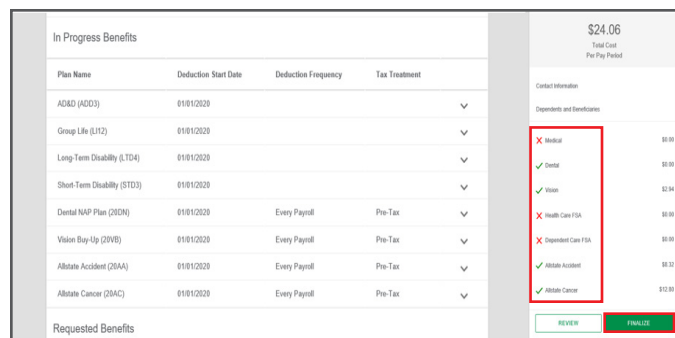 In Progress Benefits
Plan Name Deduction Start Date Deduction Frequency Tax Treatment
AD&D (ADD3) 01/01/2020
Group Life (LI12) 01/01/2020
Long-Term Disability (LTD4) 01/01/2020
Short-Term Disability (STD3) 01/01/2020
Dental NAP Plan (20DN) 01/01/2020 Every Payroll Pre-Tax
Vision Buy-Up (20VB) 01/01/2020 Every Payroll Pre-Tax
Allstate Accident (20AA) 01/01/2020 Every Payroll Pre-Tax
Allstate Cancer (20AC) 01/01/2020 Every Payroll Pre-Tax
Requested Benefits
$24.06
Total Cost
Per Pay Period
Contact Information
Dependents and Beneficiaries
Medical $0.00
Dental $0.00
Vision $2.94
Health Care FSA $0.00
Dependent Care FSA $0.00
Allstate Accident $8.32
Allstate Cancer $12.80
REVIEW FINALIZE